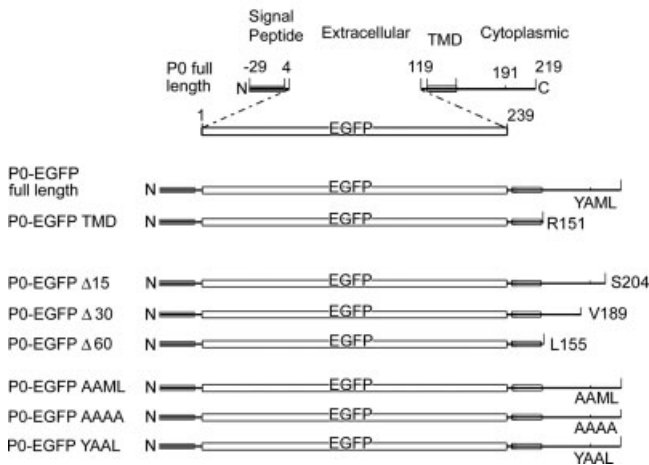 Signal Peptide Extracellular TMD Cytoplasmic
P0 full length -29 4 119 191 219
N C
1 EGFP 239
P0-EGFP full length N EGFP YAML
P0-EGFP TMD N EGFP R151
P0-EGFP Δ15 N EGFP S204
P0-EGFP Δ30 N EGFP V189
P0-EGFP Δ60 N EGFP L155
P0-EGFP AAML N EGFP AAML
P0-EGFP AAAA N EGFP AAAA
P0-EGFP YAAL N EGFP YAAL